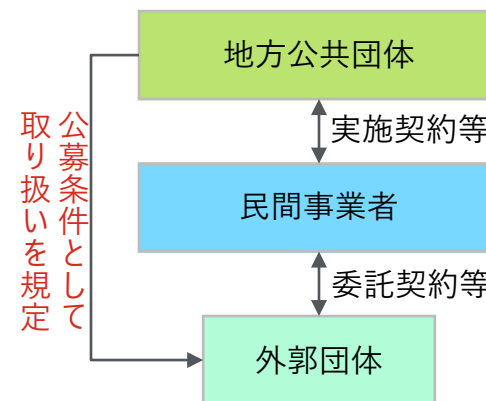 地方公共団体
実施契約等
民間事業者
委託契約等
外郭団体
公募条件として
取り扱いを規定